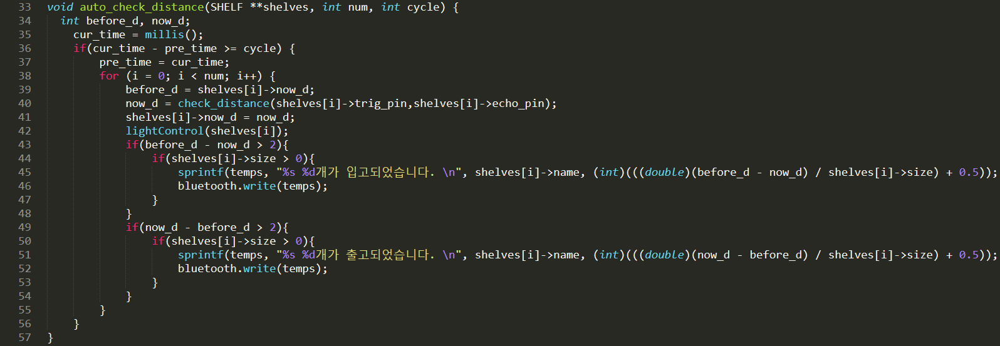 33 void auto_check_distance(SHELF **shelves, int num, int cycle) {
34   int before_d, now_d;
35     cur_time = millis();
36     if(cur_time - pre_time >= cycle) {
37         pre_time = cur_time;
38         for (i = 0; i < num; i++) {
39             before_d = shelves[i]->now_d;
40             now_d = check_distance(shelves[i]->trig_pin,shelves[i]->echo_pin);
41             shelves[i]->now_d = now_d;
42             lightControl(shelves[i]);
43             if(before_d - now_d > 2){
44                 if(shelves[i]->size > 0){
45                     sprintf(temps, "%s %d개가 입고되었습니다. \n", shelves[i]->name, (int)(((double)(before_d - now_d) / shelves[i]->size) + 0.5));
46                     bluetooth.write(temps);
47                 }
48             }
49             if(now_d - before_d > 2){
50                 if(shelves[i]->size > 0){
51                     sprintf(temps, "%s %d개가 출고되었습니다. \n", shelves[i]->name, (int)(((double)(now_d - before_d) / shelves[i]->size) + 0.5));
52                     bluetooth.write(temps);
53                 }
54             }
55         }
56     }
57 }